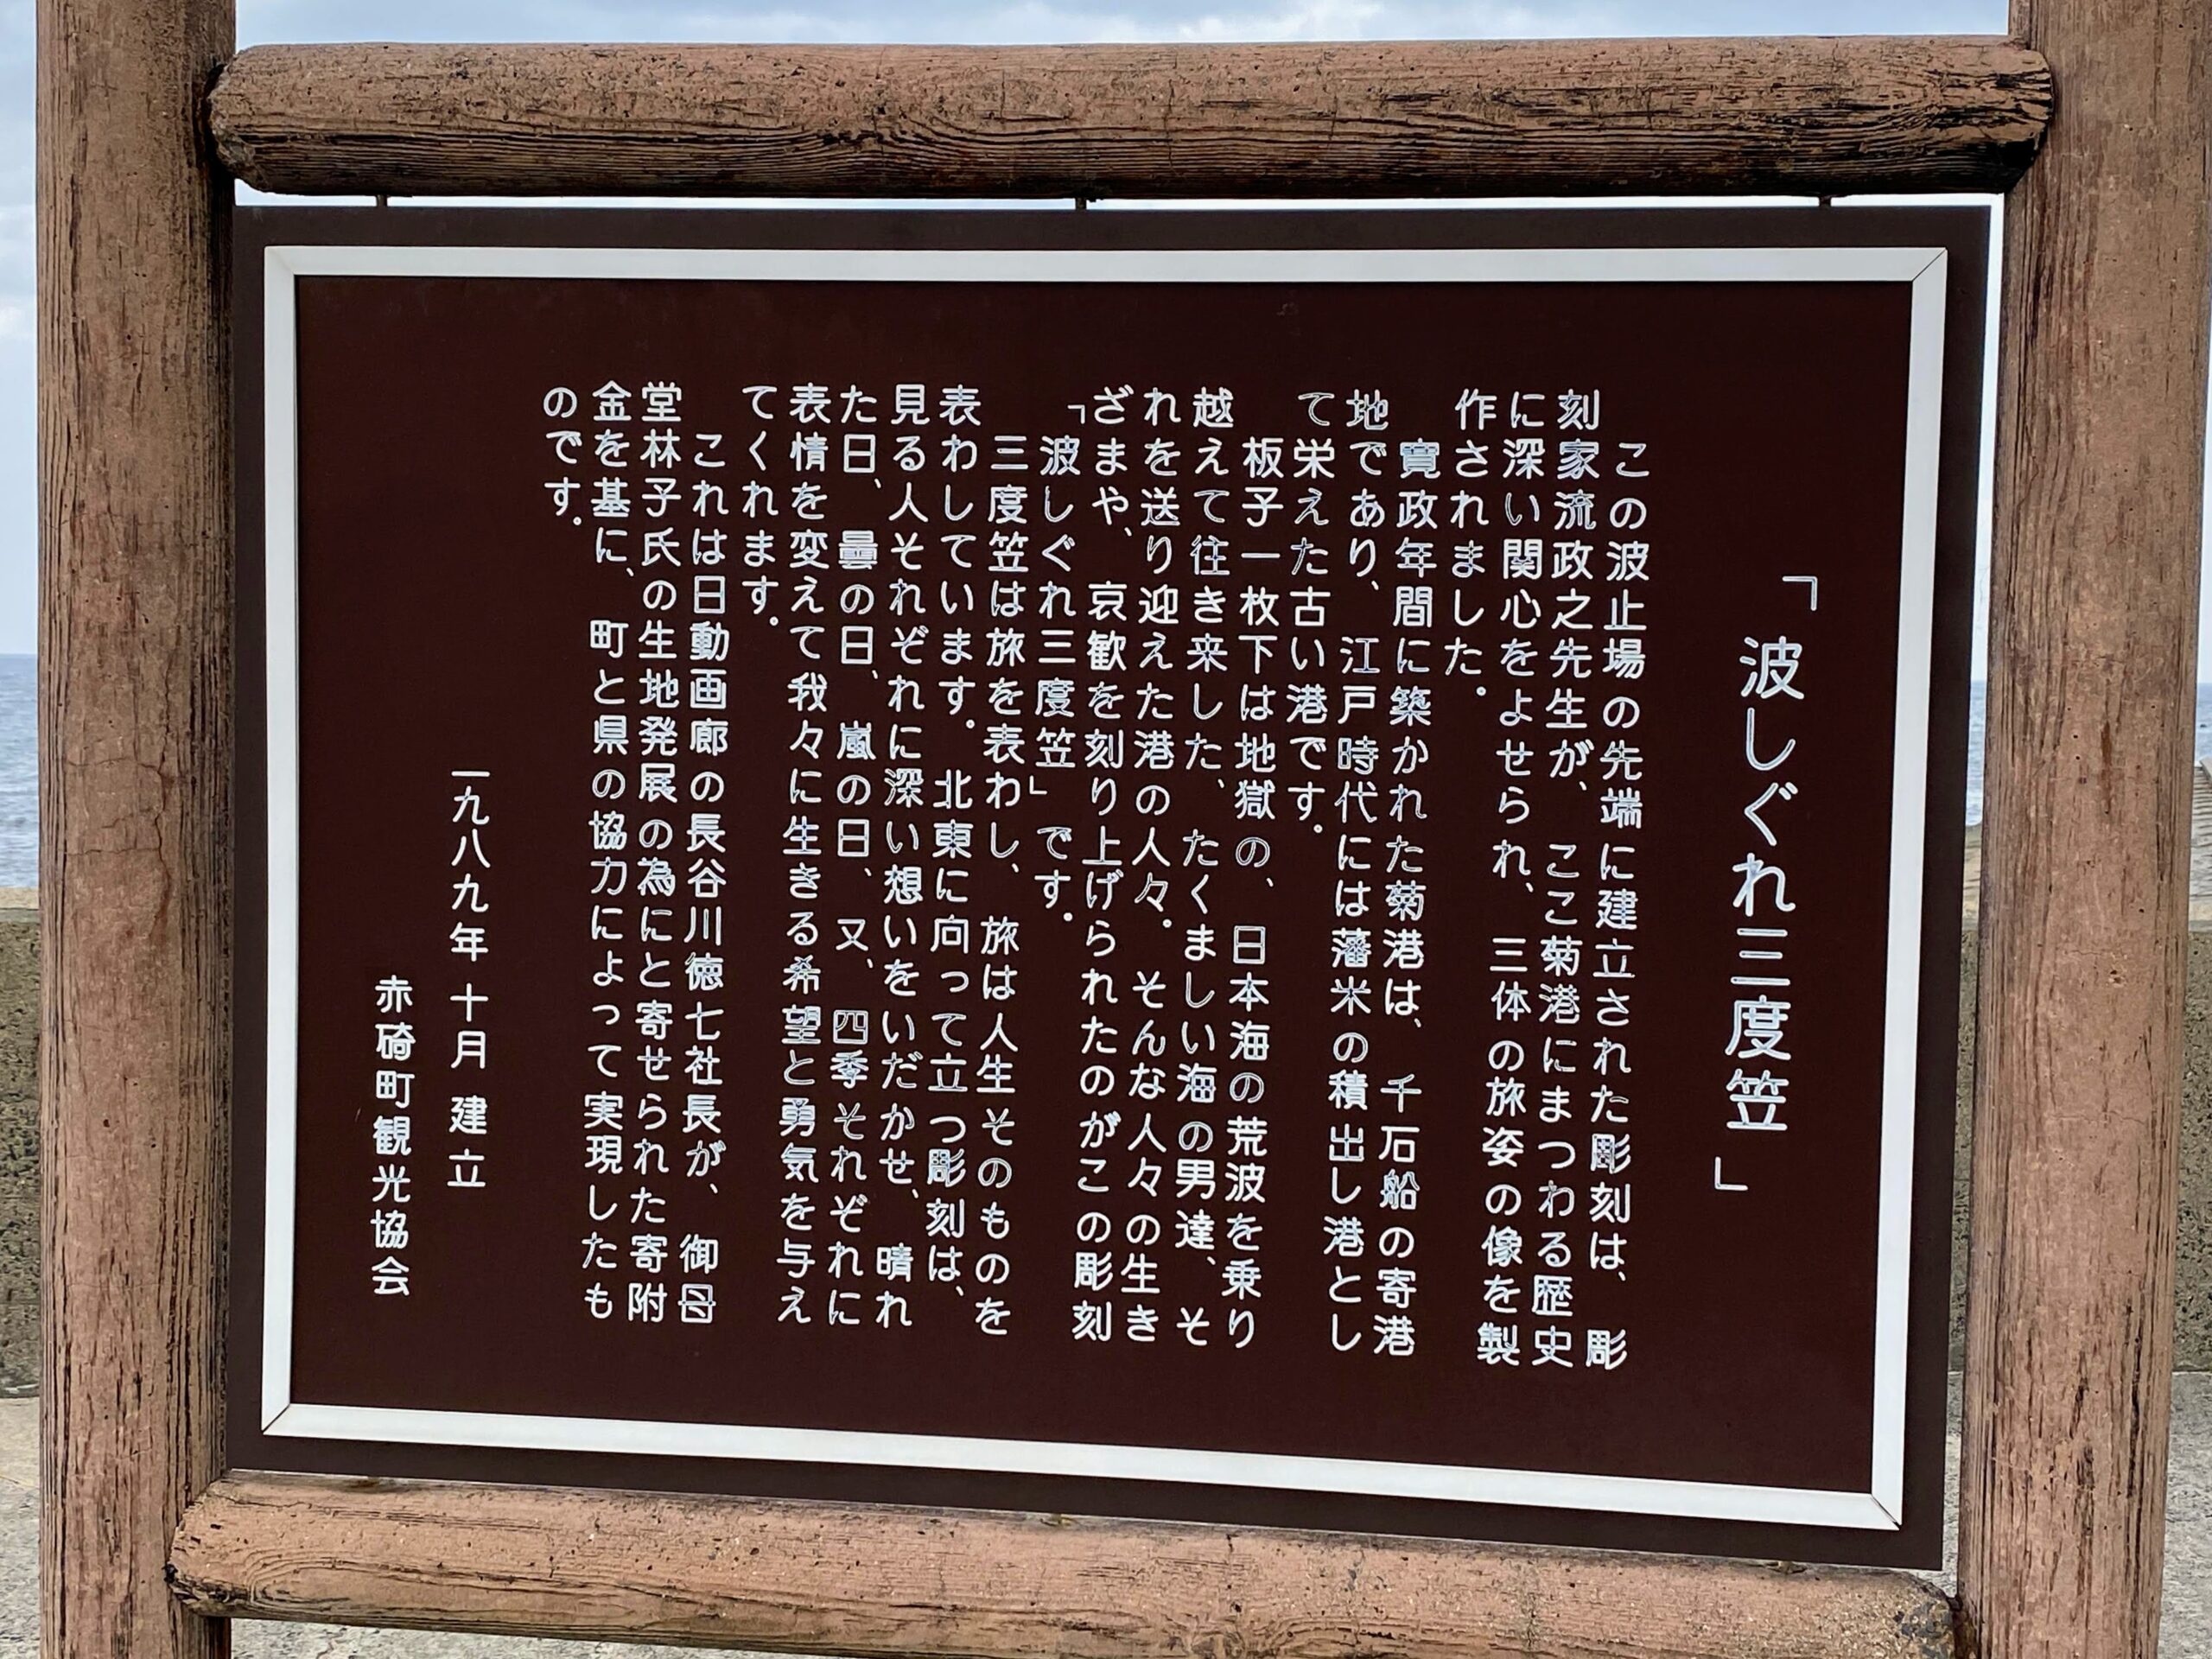 「波しぐれ三度笠」
この波止場の先端に建立された彫刻は、彫
刻家流政之先生が、ここ菊港にまつわる歴史
に深い関心をよせられ、三体の旅姿の像を製
作されました。
寛政年間に築かれた菊港は、千石船の寄港
地であり、江戸時代には藩米の積出し港とし
て栄えた古い港です。
板子一枚下は地獄の、日本海の荒波を乗り
越えて往き来した、たくましい海の男達、そ
れを送り迎えた港の人々。そんな人々の生き
ざまや、哀歓を刻り上げられたのがこの彫刻
「波しぐれ三度笠」です。
三度笠は旅を表わし、旅は人生そのものを
表わしています。北東に向って立つ彫刻は、
見る人それぞれに深い想いをいだかせ、晴れ
た日、曇の日、嵐の日、又、四季それぞれに
表情を変えて我々に生きる希望と勇気を与え
てくれます。
これは日動画廊の長谷川徳七社長が、御母
堂林子氏の生地発展の為にと寄せられた寄附
金を基に、町と県の協力によって実現したも
のです。
一九八九年十月 建立
赤碕町観光協会